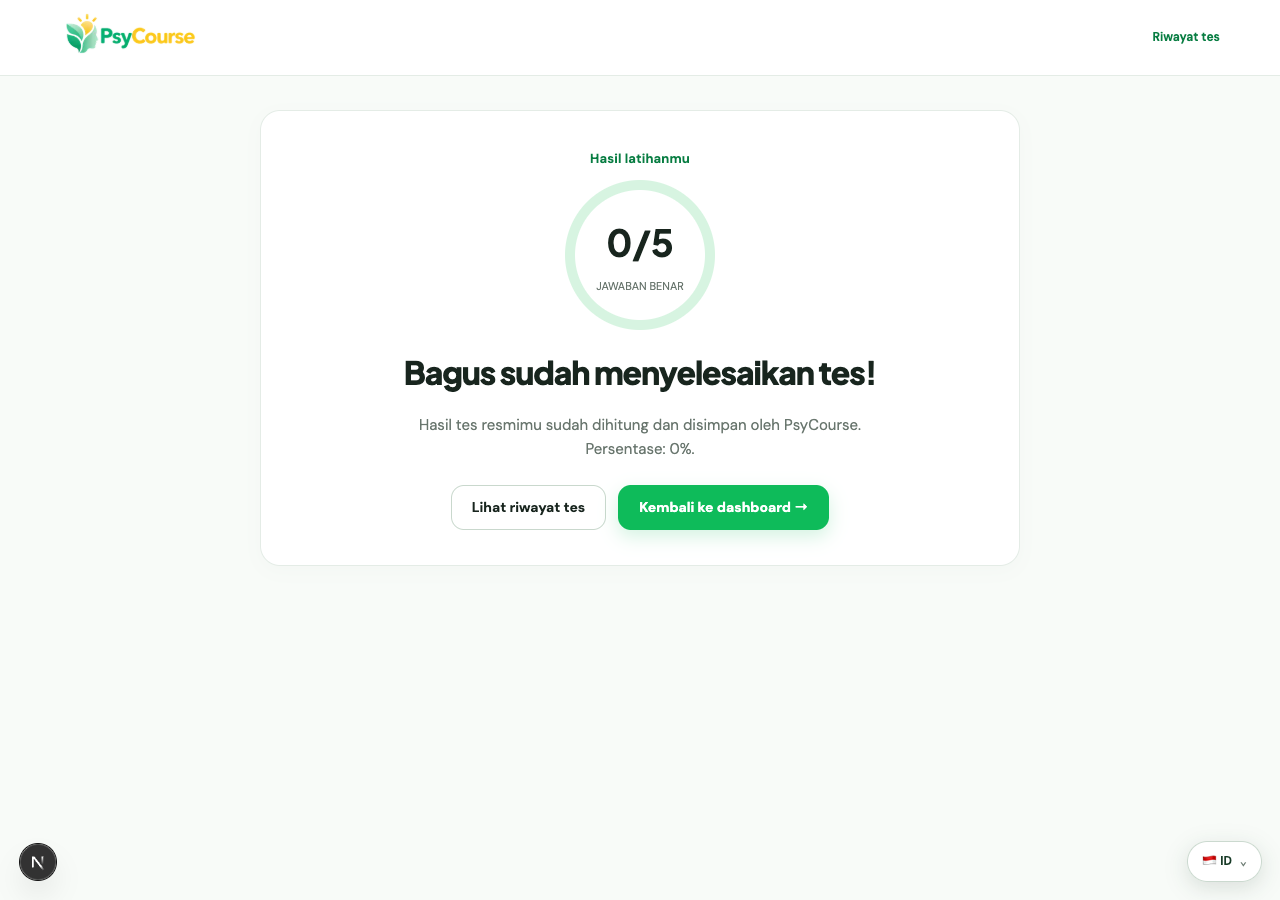 PsyCourse
Riwayat tes
Hasil latihanmu
0/5
JAWABAN BENAR
Bagus sudah menyelesaikan tes!
Hasil tes resmimu sudah dihitung dan disimpan oleh PsyCourse.
Persentase: 0%.
Lihat riwayat tes
Kembali ke dashboard →
N
ID